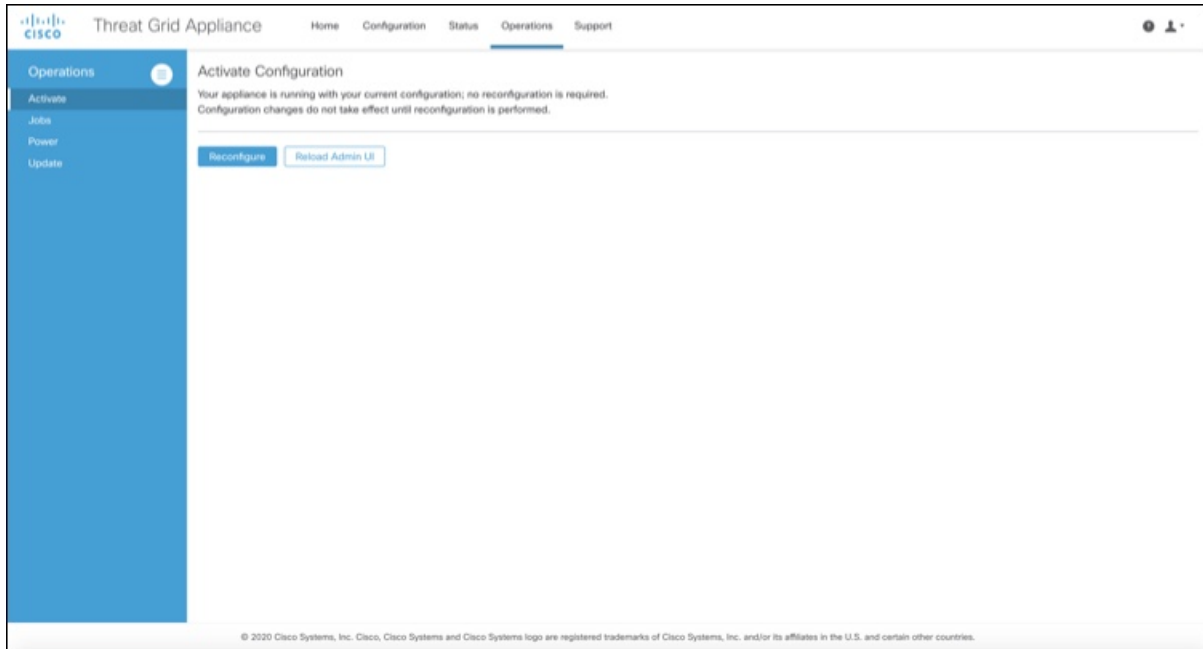 CISCO
Threat Grid Appliance
Home Configuration Status Operations Support
Operations
Activate
Jobs
Power
Update
Activate Configuration
Your appliance is running with your current configuration; no reconfiguration is required.
Configuration changes do not take effect until reconfiguration is performed.
Reconfigure Reload Admin UI
© 2020 Cisco Systems, Inc. Cisco, Cisco Systems and Cisco Systems logo are registered trademarks of Cisco Systems, Inc. and/or its affiliates in the U.S. and certain other countries.